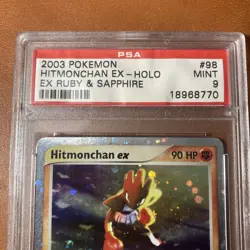 PSA
2003 POKEMON #98
HITMONCHAN EX-HOLO MINT
EX RUBY & SAPPHIRE 9
18968770
Hitmonchan ex 90 HP